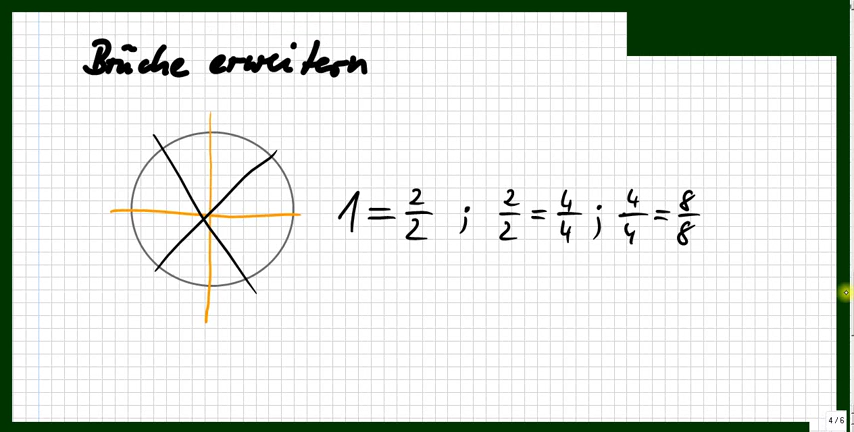 Brüche erweitern
1 = 2/2 ; 2/2 = 4/4 ; 4/4 = 8/8
4 / 6